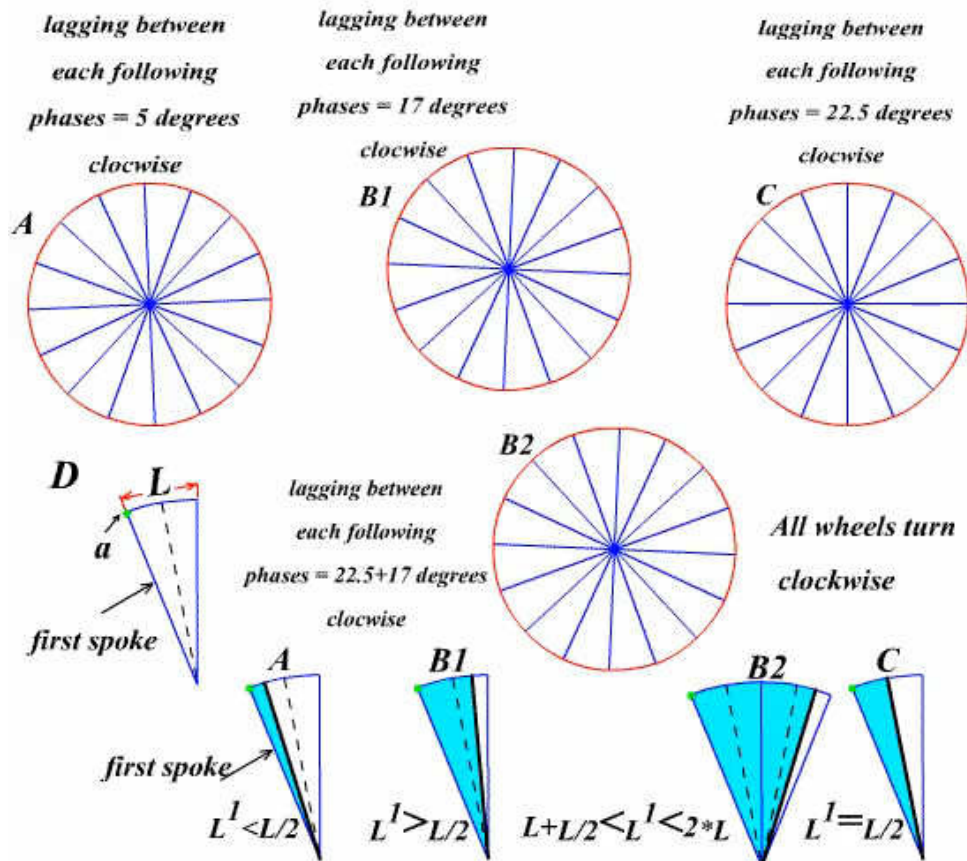 lagging between
each following
phases = 5 degrees
clocwise
lagging between
each following
phases = 17 degrees
clocwise
lagging between
each following
phases = 22.5 degrees
clocwise
A
B1
C
D
L
a
first spoke
lagging between
each following
phases = 22.5+17 degrees
clocwise
B2
All wheels turn
clockwise
A
B1
B2
C
first spoke
L¹<L/2
L¹>L/2
L+L/2<L¹<2*L
L¹=L/2